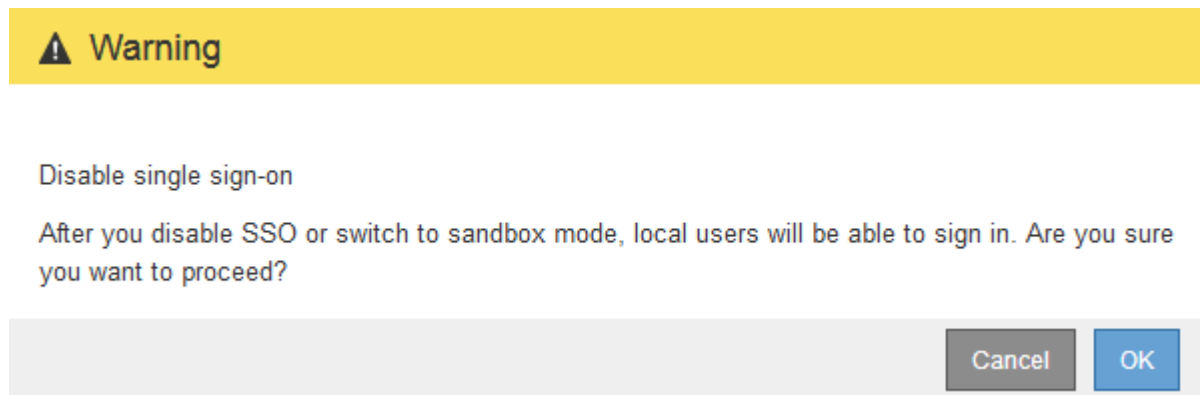 Warning
Disable single sign-on
After you disable SSO or switch to sandbox mode, local users will be able to sign in. Are you sure
you want to proceed?
Cancel OK